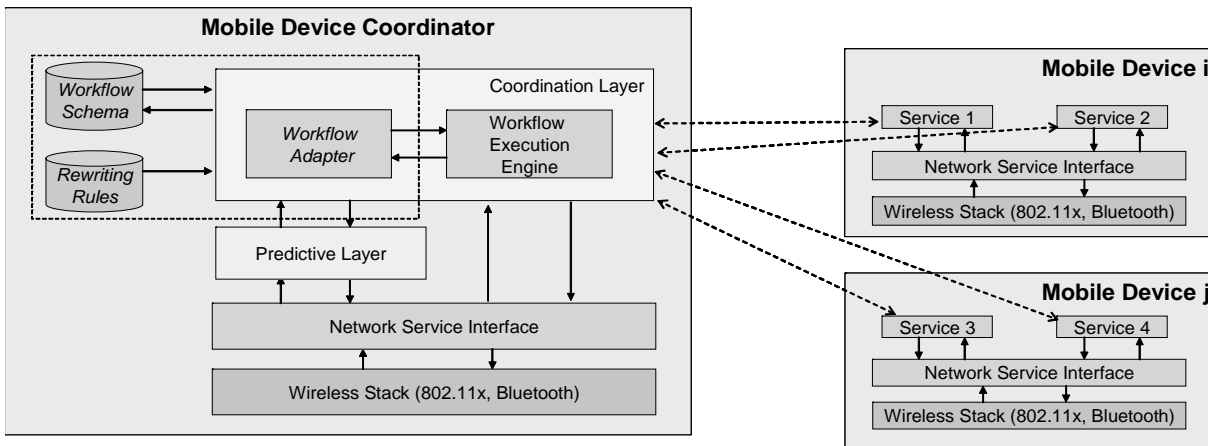 Mobile Device Coordinator
Workflow
Schema
Rewriting
Rules
Coordination Layer
Workflow
Adapter
Workflow
Execution
Engine
Predictive Layer
Network Service Interface
Wireless Stack (802.11x, Bluetooth)
Mobile Device i
Service 1
Service 2
Network Service Interface
Wireless Stack (802.11x, Bluetooth)
Mobile Device j
Service 3
Service 4
Network Service Interface
Wireless Stack (802.11x, Bluetooth)